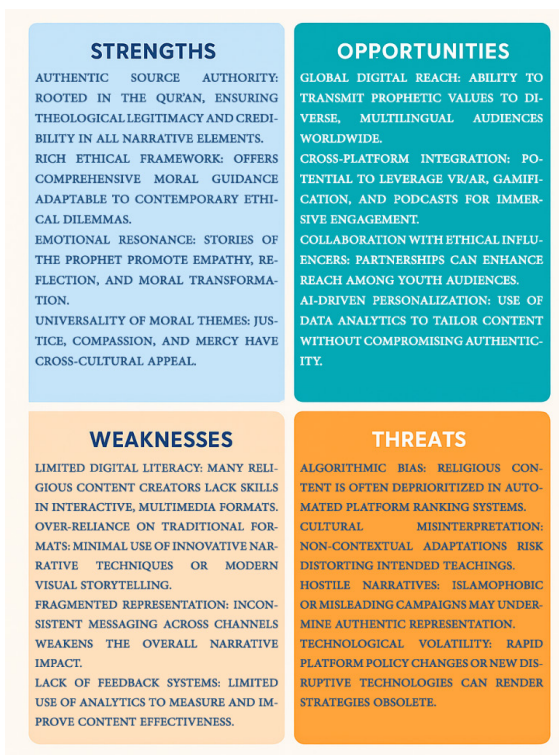 STRENGTHS
AUTHENTIC SOURCE AUTHORITY:
ROOTED IN THE QUR'AN, ENSURING
THEOLOGICAL LEGITIMACY AND CREDI-
BILITY IN ALL NARRATIVE ELEMENTS.
RICH ETHICAL FRAMEWORK: OFFERS
COMPREHENSIVE MORAL GUIDANCE
ADAPTABLE TO CONTEMPORARY ETHI-
CAL DILEMMAS.
EMOTIONAL RESONANCE: STORIES OF
THE PROPHET PROMOTE EMPATHY, RE-
FLECTION, AND MORAL TRANSFORMA-
TION.
UNIVERSALITY OF MORAL THEMES: JUS-
TICE, COMPASSION, AND MERCY HAVE
CROSS-CULTURAL APPEAL.
OPPORTUNITIES
GLOBAL DIGITAL REACH: ABILITY TO
TRANSMIT PROPHETIC VALUES TO DI-
VERSE, MULTILINGUAL AUDIENCES
WORLDWIDE.
CROSS-PLATFORM INTEGRATION: PO-
TENTIAL TO LEVERAGE VR/AR, GAMIFI-
CATION, AND PODCASTS FOR IMMER-
SIVE ENGAGEMENT.
COLLABORATION WITH ETHICAL INFLU-
ENCERS: PARTNERSHIPS CAN ENHANCE
REACH AMONG YOUTH AUDIENCES.
AI-DRIVEN PERSONALIZATION: USE OF
DATA ANALYTICS TO TAILOR CONTENT
WITHOUT COMPROMISING AUTHENTIC-
ITY.
WEAKNESSES
LIMITED DIGITAL LITERACY: MANY RELI-
GIOUS CONTENT CREATORS LACK SKILLS
IN INTERACTIVE, MULTIMEDIA FORMATS.
OVER-RELIANCE ON TRADITIONAL FOR-
MATS: MINIMAL USE OF INNOVATIVE NAR-
RATIVE TECHNIQUES OR MODERN
VISUAL STORYTELLING.
FRAGMENTED REPRESENTATION: INCON-
SISTENT MESSAGING ACROSS CHANNELS
WEAKENS THE OVERALL NARRATIVE
IMPACT.
LACK OF FEEDBACK SYSTEMS: LIMITED
USE OF ANALYTICS TO MEASURE AND IM-
PROVE CONTENT EFFECTIVENESS.
THREATS
ALGORITHMIC BIAS: RELIGIOUS CON-
TENT IS OFTEN DEPRIORITIZED IN AUTO-
MATED PLATFORM RANKING SYSTEMS.
CULTURAL MISINTERPRETATION:
NON-CONTEXTUAL ADAPTATIONS RISK
DISTORTING INTENDED TEACHINGS.
HOSTILE NARRATIVES: ISLAMOPHOBIC
OR MISLEADING CAMPAIGNS MAY UNDER-
MINE AUTHENTIC REPRESENTATION.
TECHNOLOGICAL VOLATILITY: RAPID
PLATFORM POLICY CHANGES OR NEW DIS-
RUPTIVE TECHNOLOGIES CAN RENDER
STRATEGIES OBSOLETE.